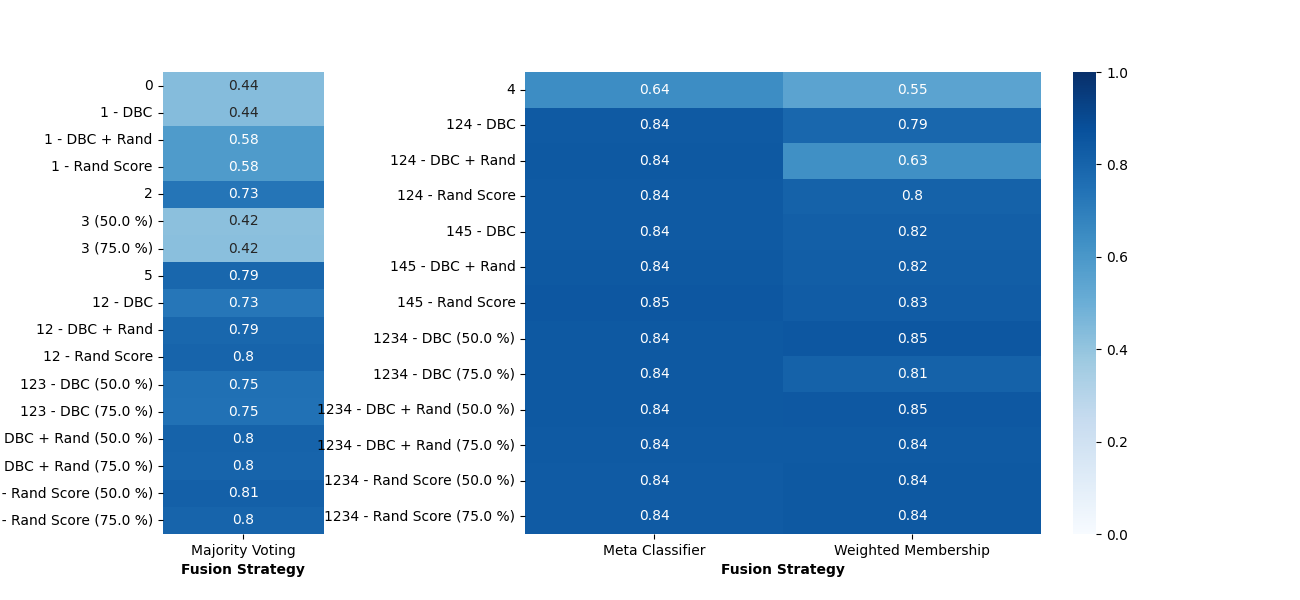 0 0.44
1 - DBC 0.44
1 - DBC + Rand 0.58
1 - Rand Score 0.58
2 0.73
3 (50.0 %) 0.42
3 (75.0 %) 0.42
5 0.79
12 - DBC 0.73
12 - DBC + Rand 0.79
12 - Rand Score 0.8
123 - DBC (50.0 %) 0.75
123 - DBC (75.0 %) 0.75
DBC + Rand (50.0 %) 0.8
DBC + Rand (75.0 %) 0.8
- Rand Score (50.0 %) 0.81
- Rand Score (75.0 %) 0.8
Majority Voting
Fusion Strategy
4 0.64 0.55
124 - DBC 0.84 0.79
124 - DBC + Rand 0.84 0.63
124 - Rand Score 0.84 0.8
145 - DBC 0.84 0.82
145 - DBC + Rand 0.84 0.82
145 - Rand Score 0.85 0.83
1234 - DBC (50.0 %) 0.84 0.85
1234 - DBC (75.0 %) 0.84 0.81
1234 - DBC + Rand (50.0 %) 0.84 0.85
1234 - DBC + Rand (75.0 %) 0.84 0.84
1234 - Rand Score (50.0 %) 0.84 0.84
1234 - Rand Score (75.0 %) 0.84 0.84
Meta Classifier Weighted Membership
Fusion Strategy
1.0
0.8
0.6
0.4
0.2
0.0